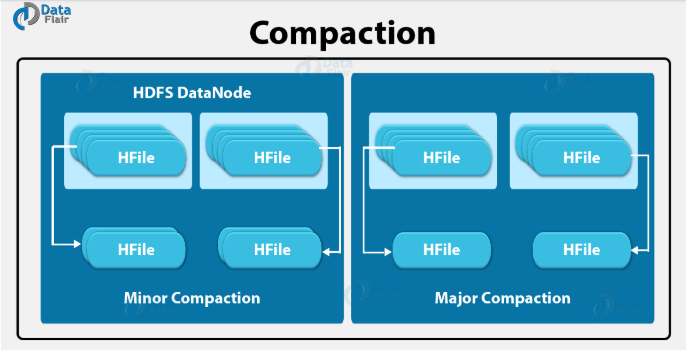 Data
Flair
Compaction
HDFS DataNode
HFile
HFile
HFile
HFile
HFile
HFile
HFile
HFile
Minor Compaction
Major Compaction